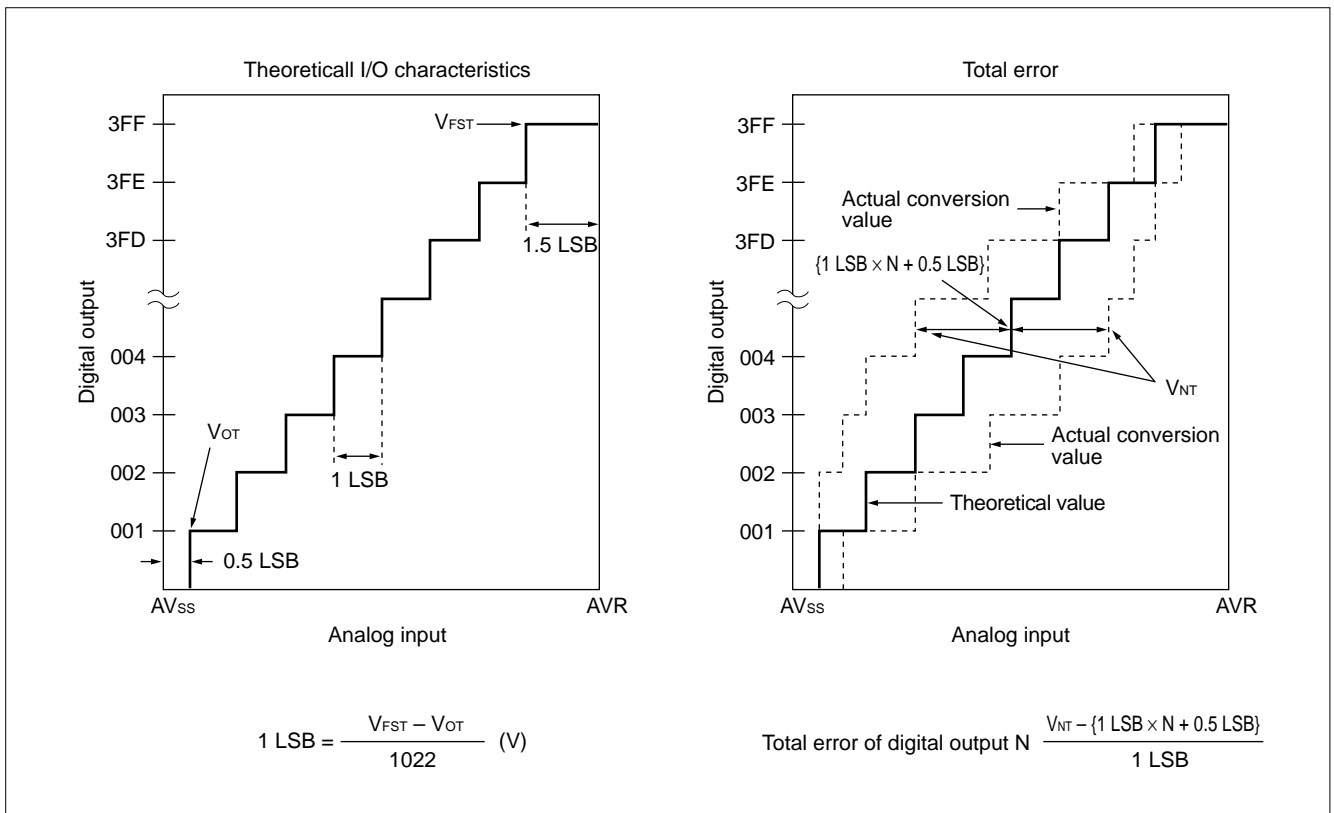 Theoreticall I/O characteristics
3FF
3FE
3FD
004
003
002
001
Digital output
VFST
1.5 LSB
VOT
1 LSB
0.5 LSB
AVSS
AVR
Analog input
1 LSB = VFST – VOT / 1022 (V)
Total error
3FF
3FE
3FD
004
003
002
001
Digital output
Actual conversion
value
{1 LSB × N + 0.5 LSB}
VNT
Actual conversion
value
Theoretical value
AVSS
AVR
Analog input
Total error of digital output N VNT – {1 LSB × N + 0.5 LSB} / 1 LSB